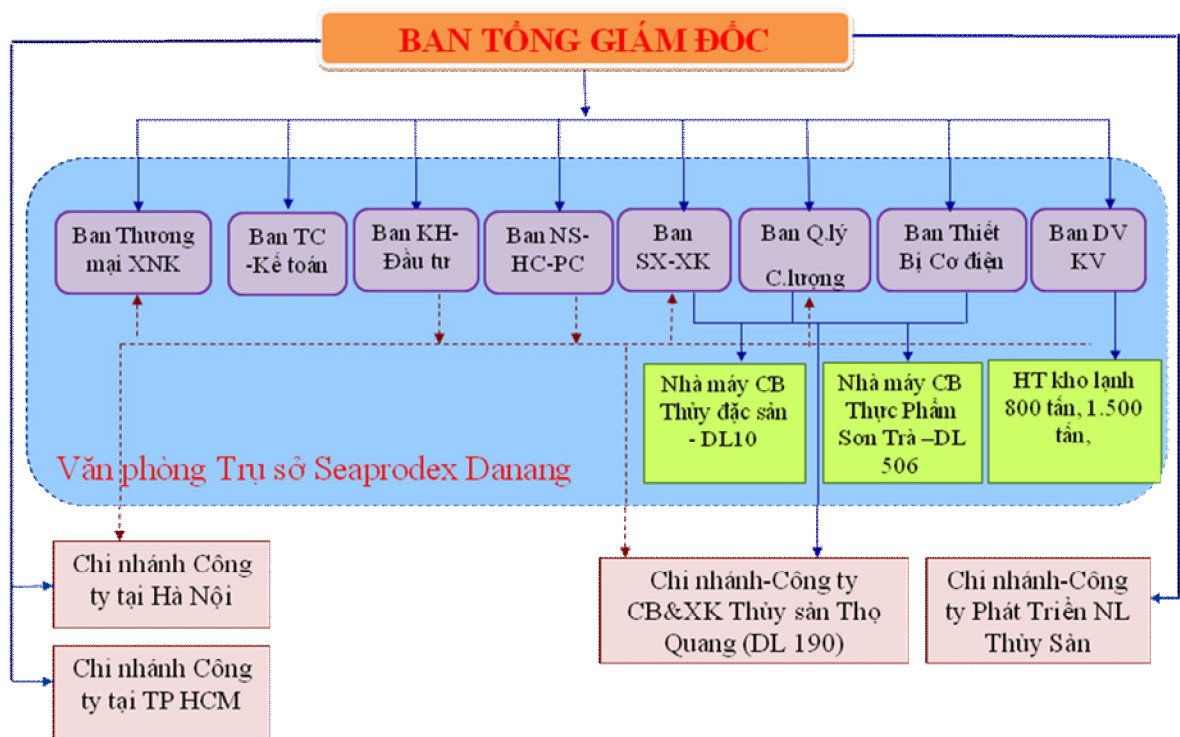 BAN TỔNG GIÁM ĐỐC
Ban Thương
mại XNK
Ban TC
-Kế toán
Ban KH-
Đầu tư
Ban NS-
HC-PC
Ban
SX-XK
Ban Q.lý
C.lượng
Ban Thiết
Bị Cơ điện
Ban DV
KV
Nhà máy CB
Thủy đặc sản
- DL10
Nhà máy CB
Thực Phẩm
Sơn Trà –DL
506
HT kho lạnh
800 tấn, 1.500
tấn,
Văn phòng Trụ sở Seaprodex Danang
Chi nhánh Công
ty tại Hà Nội
Chi nhánh-Công ty
CB&XK Thủy sản Thọ
Quang (DL 190)
Chi nhánh-Công
ty Phát Triển NL
Thủy Sản
Chi nhánh Công
ty tại TP HCM